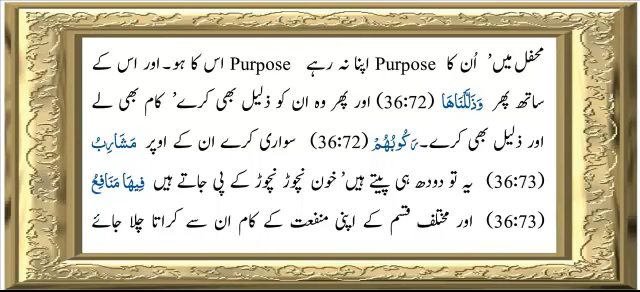 محفل میں’ اُن کا Purpose اپنا نہ رہے Purpose اس کا ہو۔ اور اس کے
ساتھ پھر وَذَلَّلْنَاهَا (36:72) اور پھر وہ ان کو ذلیل بھی کرے’ کام بھی لے
اور ذلیل بھی کرے۔ رَكُوبُهُمْ (36:72) سواری کرے ان کے اوپر مَشَارِبُ
(36:73) یہ تو دودھ ہی پیتے ہیں’ خون نچوڑ نچوڑ کے پی جاتے ہیں فِيهَا مَنَافِعُ
(36:73) اور مختلف قسم کے اپنی منفعت کے کام ان سے کراتا چلا جائے